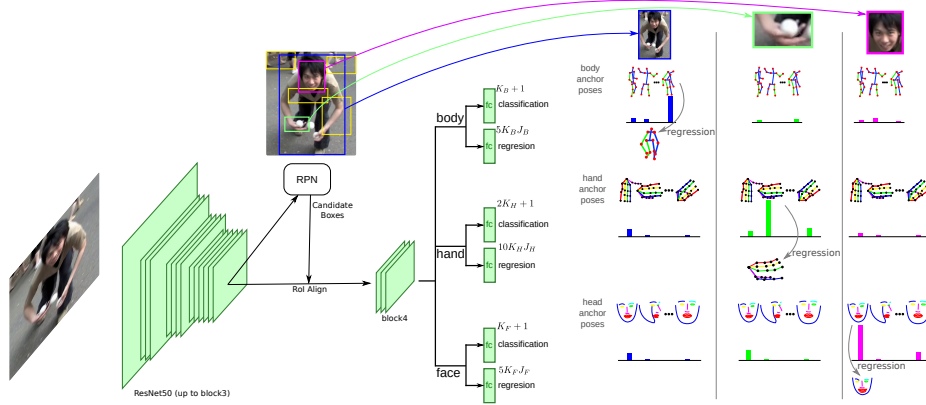 RPN
Candidate
Boxes
RoI Align
ResNet50 (up to block3)
block4
body
fc
K_B + 1
classification
fc
5K_B J_B
regresion
hand
fc
2K_H + 1
classification
fc
10K_H J_H
regresion
face
fc
K_F + 1
classification
fc
5K_F J_F
regresion
body
anchor
poses
regression
hand
anchor
poses
regression
head
anchor
poses
regression